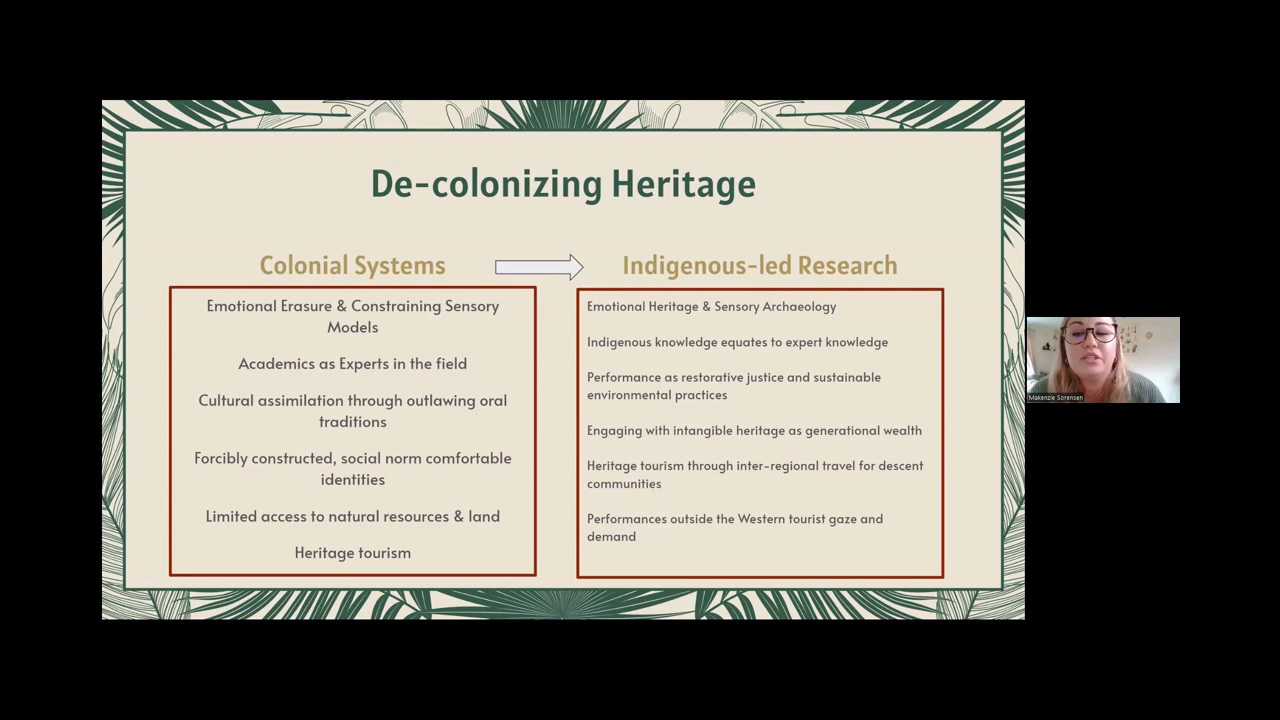 De-colonizing Heritage
Colonial Systems
Emotional Erasure & Constraining Sensory
Models
Academics as Experts in the field
Cultural assimilation through outlawing oral
traditions
Forcibly constructed, social norm comfortable
identities
Limited access to natural resources & land
Heritage tourism
Indigenous-led Research
Emotional Heritage & Sensory Archaeology
Indigenous knowledge equates to expert knowledge
Performance as restorative justice and sustainable
environmental practices
Engaging with intangible heritage as generational wealth
Heritage tourism through inter-regional travel for descent
communities
Performances outside the Western tourist gaze and
demand
Makenzie Sorensen